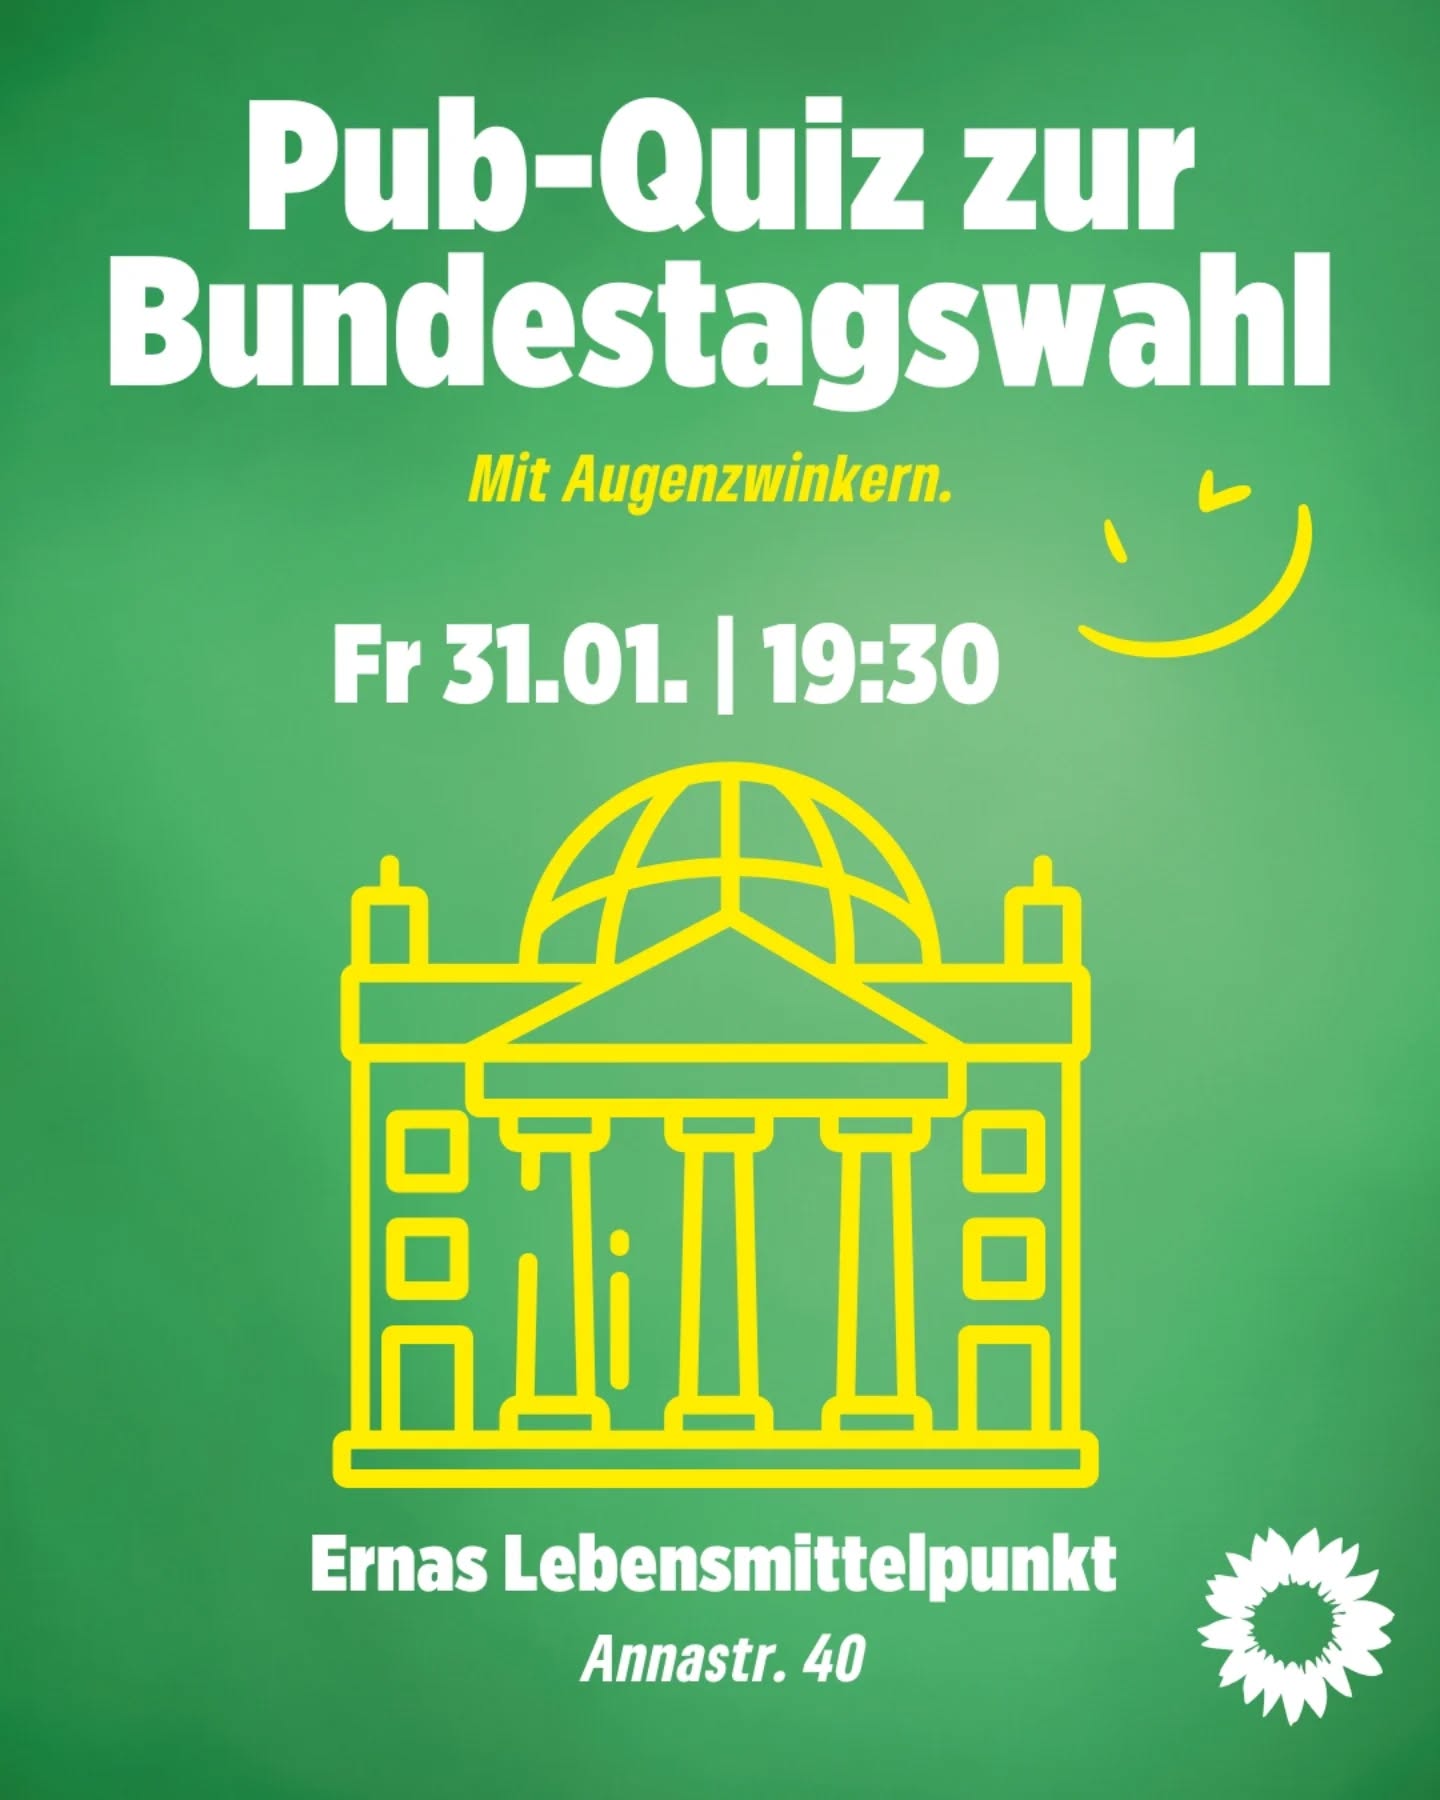 Pub-Quiz zur
Bundestagswahl
Mit Augenzwinkern.
Fr 31.01. | 19:30
Ernas Lebensmittelpunkt
Annastr. 40